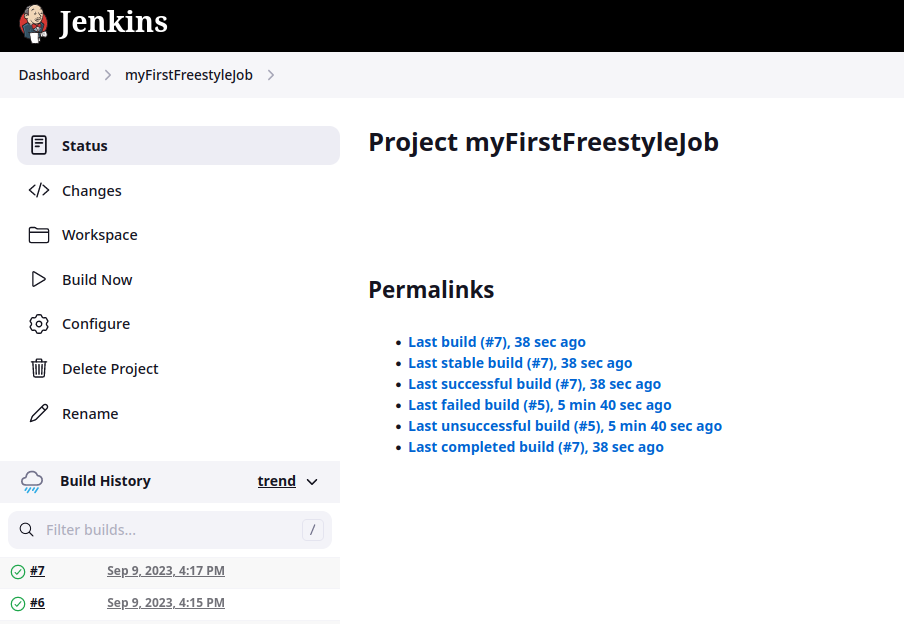 Jenkins
Dashboard
myFirstFreestyleJob
Status
Changes
Workspace
Build Now
Configure
Delete Project
Rename
Build History
trend
Filter builds...
/
#7
Sep 9, 2023, 4:17 PM
#6
Sep 9, 2023, 4:15 PM
Project myFirstFreestyleJob
Permalinks
Last build (#7), 38 sec ago
Last stable build (#7), 38 sec ago
Last successful build (#7), 38 sec ago
Last failed build (#5), 5 min 40 sec ago
Last unsuccessful build (#5), 5 min 40 sec ago
Last completed build (#7), 38 sec ago